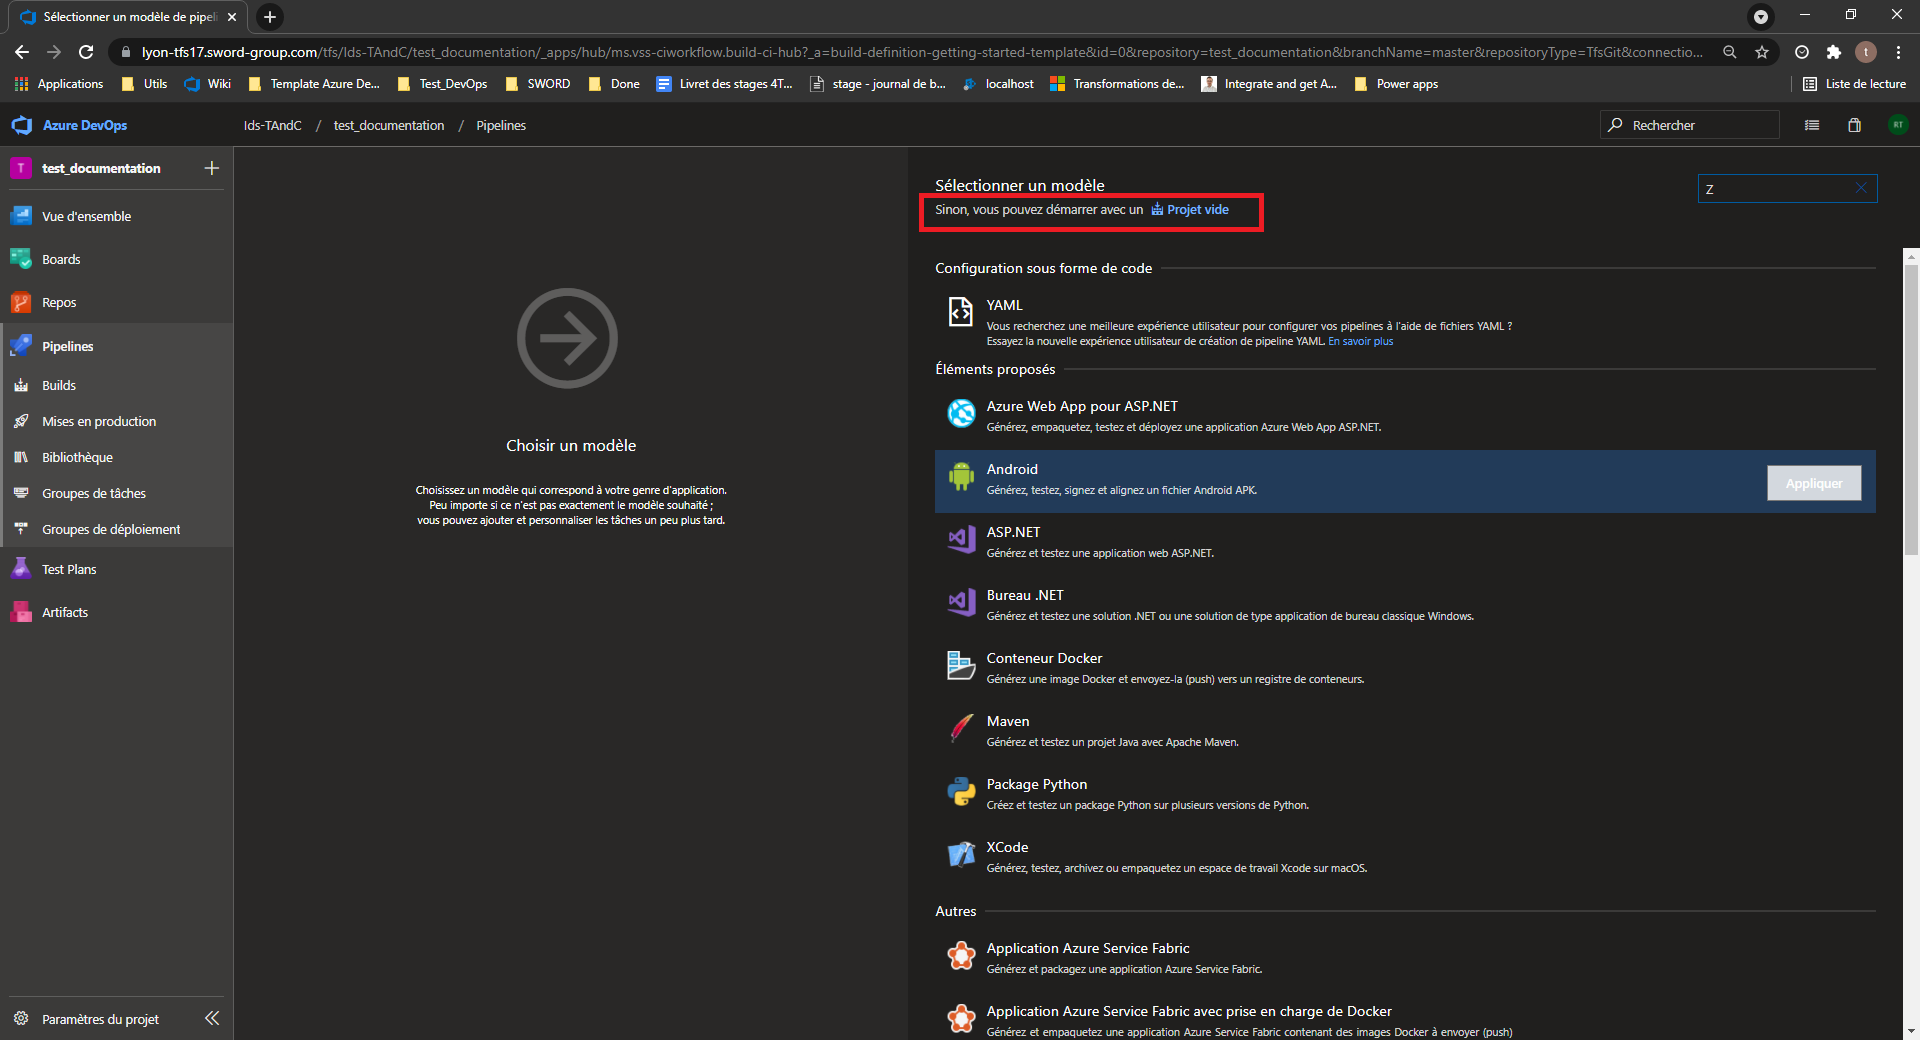 Sélectionner un modèle de pipeli
lyon-tfs17.sword-group.com/tfs/Ids-TAndC/test_documentation/_apps/hub/ms.vss-ciworkflow.build-ci-hub?_a=build-definition-getting-started-template&id=0&repository=test_documentation&branchName=master&repositoryType=TfsGit&connectio...
t
Applications
Utils
Wiki
Template Azure De...
Test_DevOps
SWORD
Done
Livret des stages 4T...
stage - journal de b...
localhost
Transformations de...
Integrate and get A...
Power apps
Liste de lecture
Azure DevOps
Ids-TAndC / test_documentation / Pipelines
Rechercher
RT
T test_documentation
Vue d'ensemble
Boards
Repos
Pipelines
Builds
Mises en production
Bibliothèque
Groupes de tâches
Groupes de déploiement
Test Plans
Artifacts
Paramètres du projet
Choisir un modèle
Choisissez un modèle qui correspond à votre genre d'application.
Peu importe si ce n'est pas exactement le modèle souhaité ;
vous pouvez ajouter et personnaliser les tâches un peu plus tard.
Sélectionner un modèle
Z
Sinon, vous pouvez démarrer avec un Projet vide
Configuration sous forme de code
YAML
Vous recherchez une meilleure expérience utilisateur pour configurer vos pipelines à l'aide de fichiers YAML ?
Essayez la nouvelle expérience utilisateur de création de pipeline YAML. En savoir plus
Éléments proposés
Azure Web App pour ASP.NET
Générez, empaquetez, testez et déployez une application Azure Web App ASP.NET.
Android
Générez, testez, signez et alignez un fichier Android APK.
Appliquer
ASP.NET
Générez et testez une application web ASP.NET.
Bureau .NET
Générez et testez une solution .NET ou une solution de type application de bureau classique Windows.
Conteneur Docker
Générez une image Docker et envoyez-la (push) vers un registre de conteneurs.
Maven
Générez et testez un projet Java avec Apache Maven.
Package Python
Créez et testez un package Python sur plusieurs versions de Python.
XCode
Générez, testez, archivez ou empaquetez un espace de travail Xcode sur macOS.
Autres
Application Azure Service Fabric
Générez et packagez une application Azure Service Fabric.
Application Azure Service Fabric avec prise en charge de Docker
Générez et empaquetez une application Azure Service Fabric contenant des images Docker à envoyer (push)